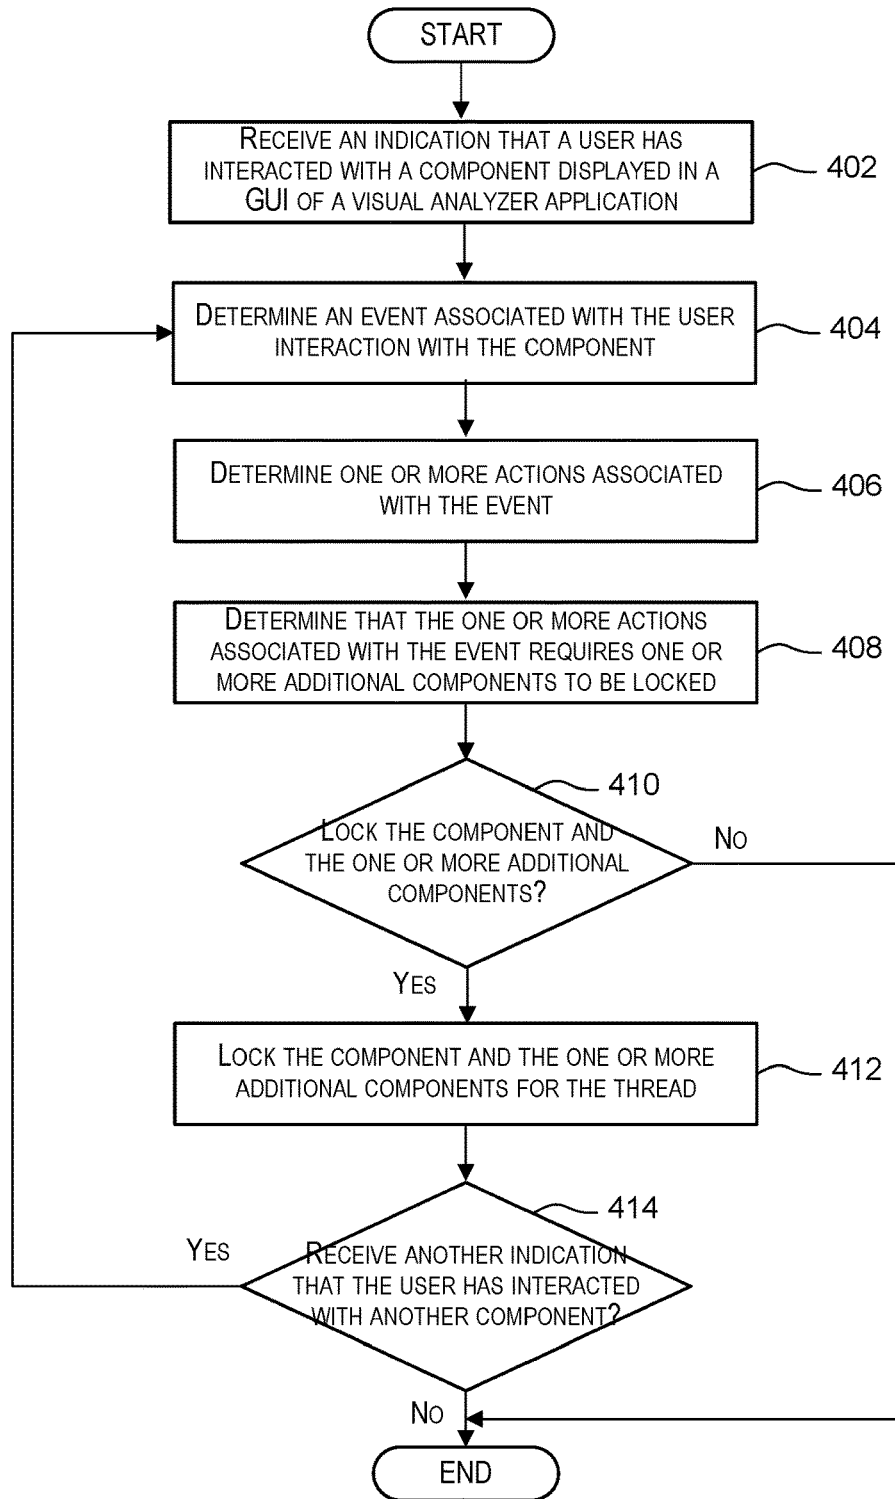 START
RECEIVE AN INDICATION THAT A USER HAS
INTERACTED WITH A COMPONENT DISPLAYED IN A
GUI OF A VISUAL ANALYZER APPLICATION
402
DETERMINE AN EVENT ASSOCIATED WITH THE USER
INTERACTION WITH THE COMPONENT
404
DETERMINE ONE OR MORE ACTIONS ASSOCIATED
WITH THE EVENT
406
DETERMINE THAT THE ONE OR MORE ACTIONS
ASSOCIATED WITH THE EVENT REQUIRES ONE OR
MORE ADDITIONAL COMPONENTS TO BE LOCKED
408
410
LOCK THE COMPONENT AND
THE ONE OR MORE ADDITIONAL
COMPONENTS?
NO
YES
LOCK THE COMPONENT AND THE ONE OR MORE
ADDITIONAL COMPONENTS FOR THE THREAD
412
414
YES
RECEIVE ANOTHER INDICATION
THAT THE USER HAS INTERACTED
WITH ANOTHER COMPONENT?
NO
END